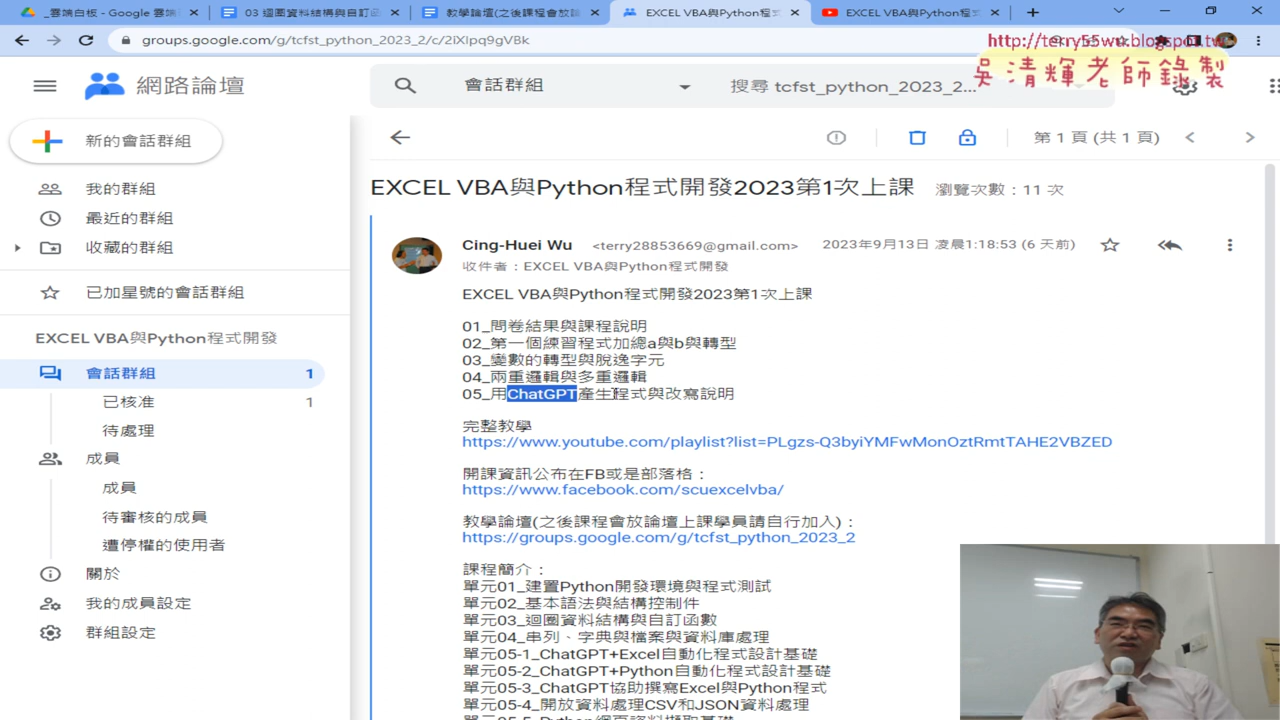 _雲端白板 - Google 雲端
03 迴圈資料結構與自訂函
教學論壇(之後課程會放論壇
EXCEL VBA與Python程式
EXCEL VBA與Python程式
groups.google.com/g/tcfst_python_2023_2/c/2iXlpq9gVBk
http://terry55wu.blogspot.tw
吳清輝老師錄製
網路論壇
會話群組
搜尋 tcfst_python_2023_2...
新的會話群組
第 1 頁 (共 1 頁)
我的群組
最近的群組
收藏的群組
已加星號的會話群組
EXCEL VBA與Python程式開發
會話群組 1
已核准 1
待處理
成員
成員
待審核的成員
遭停權的使用者
關於
我的成員設定
群組設定
EXCEL VBA與Python程式開發2023第1次上課 瀏覽次數：11 次
Cing-Huei Wu <terry28853669@gmail.com> 2023年9月13日 凌晨1:18:53 (6 天前)
收件者：EXCEL VBA與Python程式開發
EXCEL VBA與Python程式開發2023第1次上課
01_問卷結果與課程說明
02_第一個練習程式加總a與b與轉型
03_變數的轉型與脫逸字元
04_兩重邏輯與多重邏輯
05_用ChatGPT產生程式與改寫說明
完整教學
https://www.youtube.com/playlist?list=PLgzs-Q3byiYMFwMonOztRmtTAHE2VBZED
開課資訊公布在FB或是部落格：
https://www.facebook.com/scuexcelvba/
教學論壇(之後課程會放論壇上課學員請自行加入)：
https://groups.google.com/g/tcfst_python_2023_2
課程簡介：
單元01_建置Python開發環境與程式測試
單元02_基本語法與結構控制件
單元03_迴圈資料結構與自訂函數
單元04_串列、字典與檔案與資料庫處理
單元05-1_ChatGPT+Excel自動化程式設計基礎
單元05-2_ChatGPT+Python自動化程式設計基礎
單元05-3_ChatGPT協助撰寫Excel與Python程式
單元05-4_開放資料處理CSV和JSON資料處理
單元05-5_Python網頁資料擷取基礎